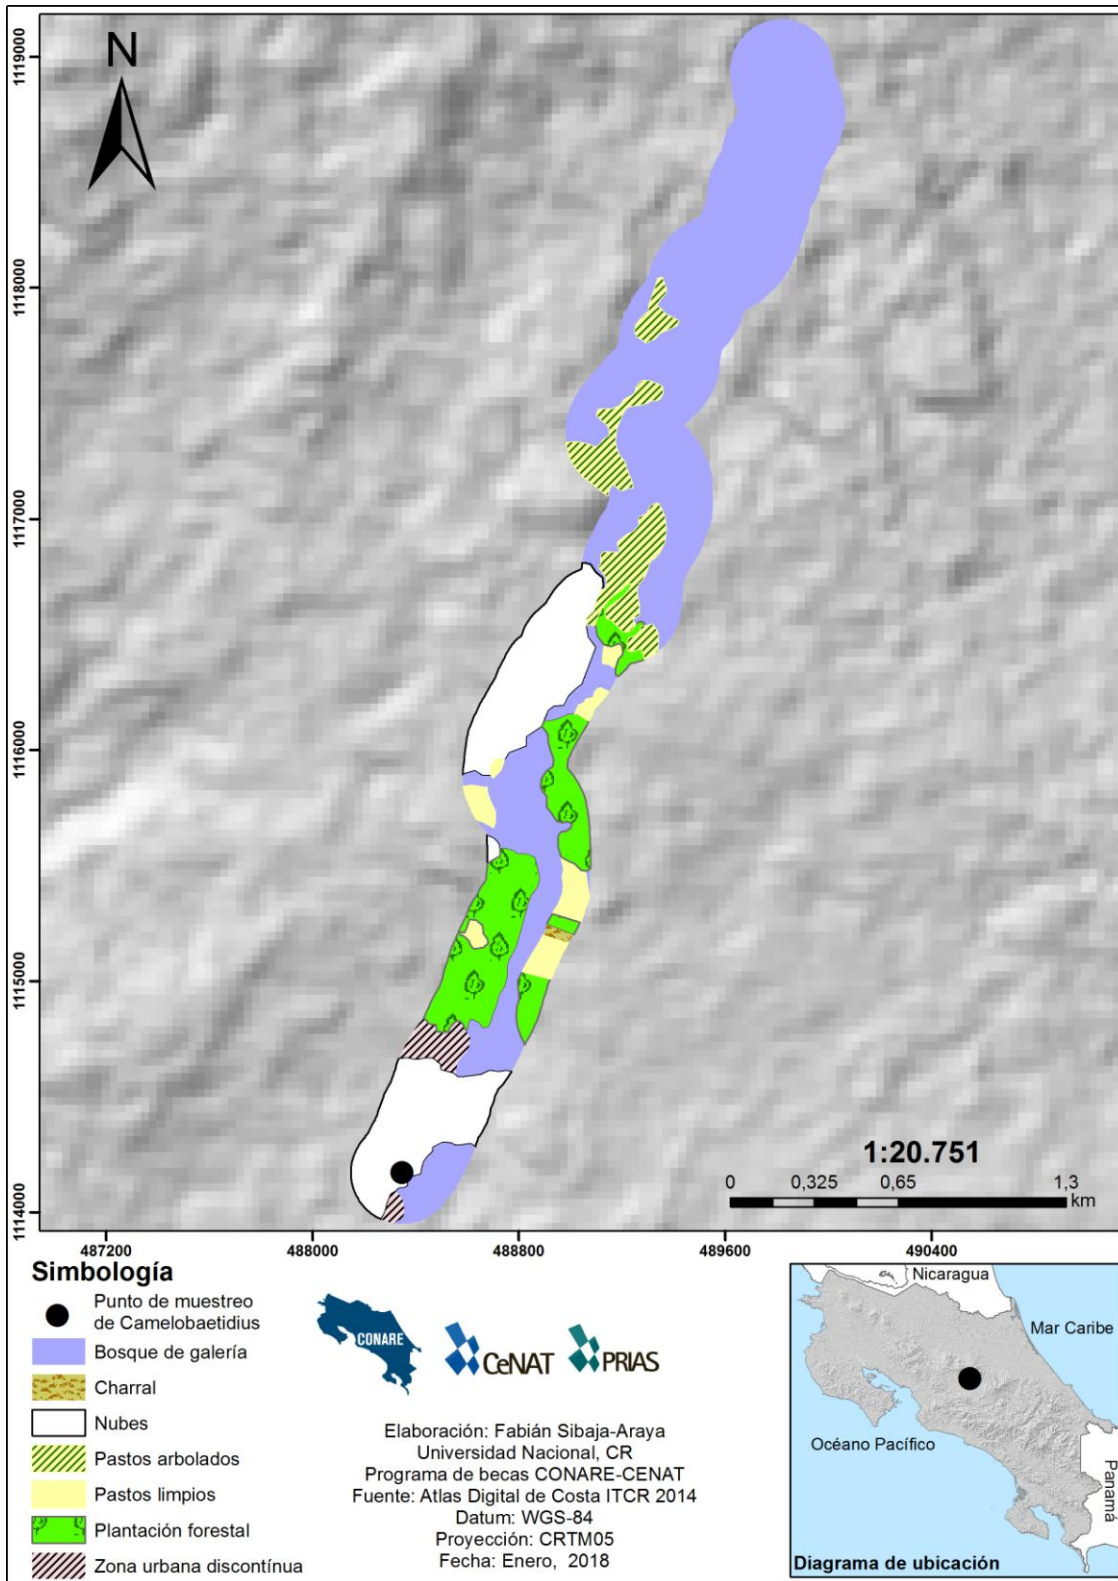 N
1119000
1118000
1117000
1116000
1115000
1114000
1:20.751
0 0,325 0,65 1,3
km
487200 488000 488800 489600 490400
Simbología
Punto de muestreo
de Camelobaetidius
Bosque de galería
Charral
Nubes
Pastos arbolados
Pastos limpios
Plantación forestal
Zona urbana discontínua
CONARE
CeNAT
PRIAS
Elaboración: Fabián Sibaja-Araya
Universidad Nacional, CR
Programa de becas CONARE-CENAT
Fuente: Atlas Digital de Costa ITCR 2014
Datum: WGS-84
Proyección: CRTM05
Fecha: Enero, 2018
Nicaragua
Mar Caribe
Océano Pacífico
Panamá
Diagrama de ubicación